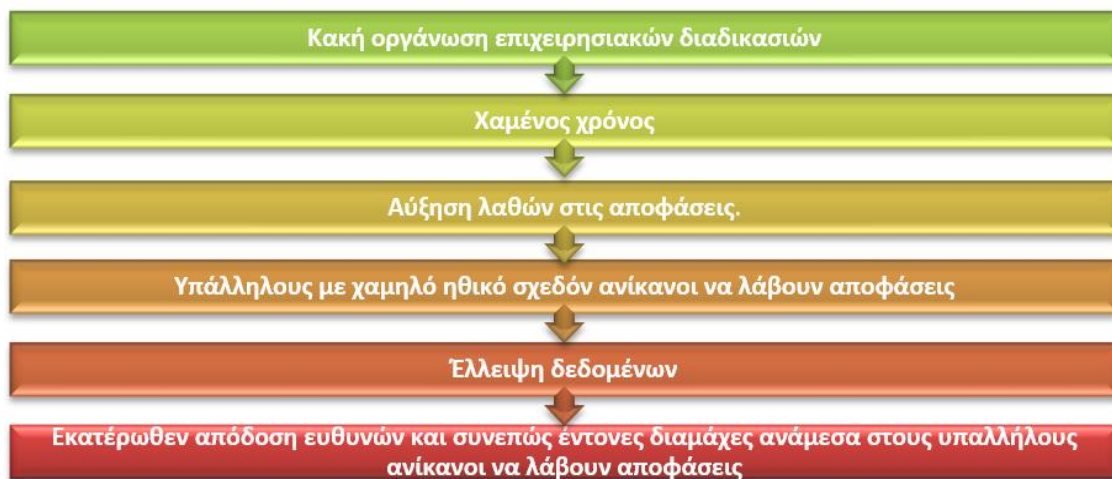 Κακή οργάνωση επιχειρησιακών διαδικασιών
Χαμένος χρόνος
Αύξηση λαθών στις αποφάσεις.
Υπάλληλους με χαμηλό ηθικό σχεδόν ανίκανοι να λάβουν αποφάσεις
Έλλειψη δεδομένων
Εκατέρωθεν απόδοση ευθυνών και συνεπώς έντονες διαμάχες ανάμεσα στους υπαλλήλους
ανίκανοι να λάβουν αποφάσεις